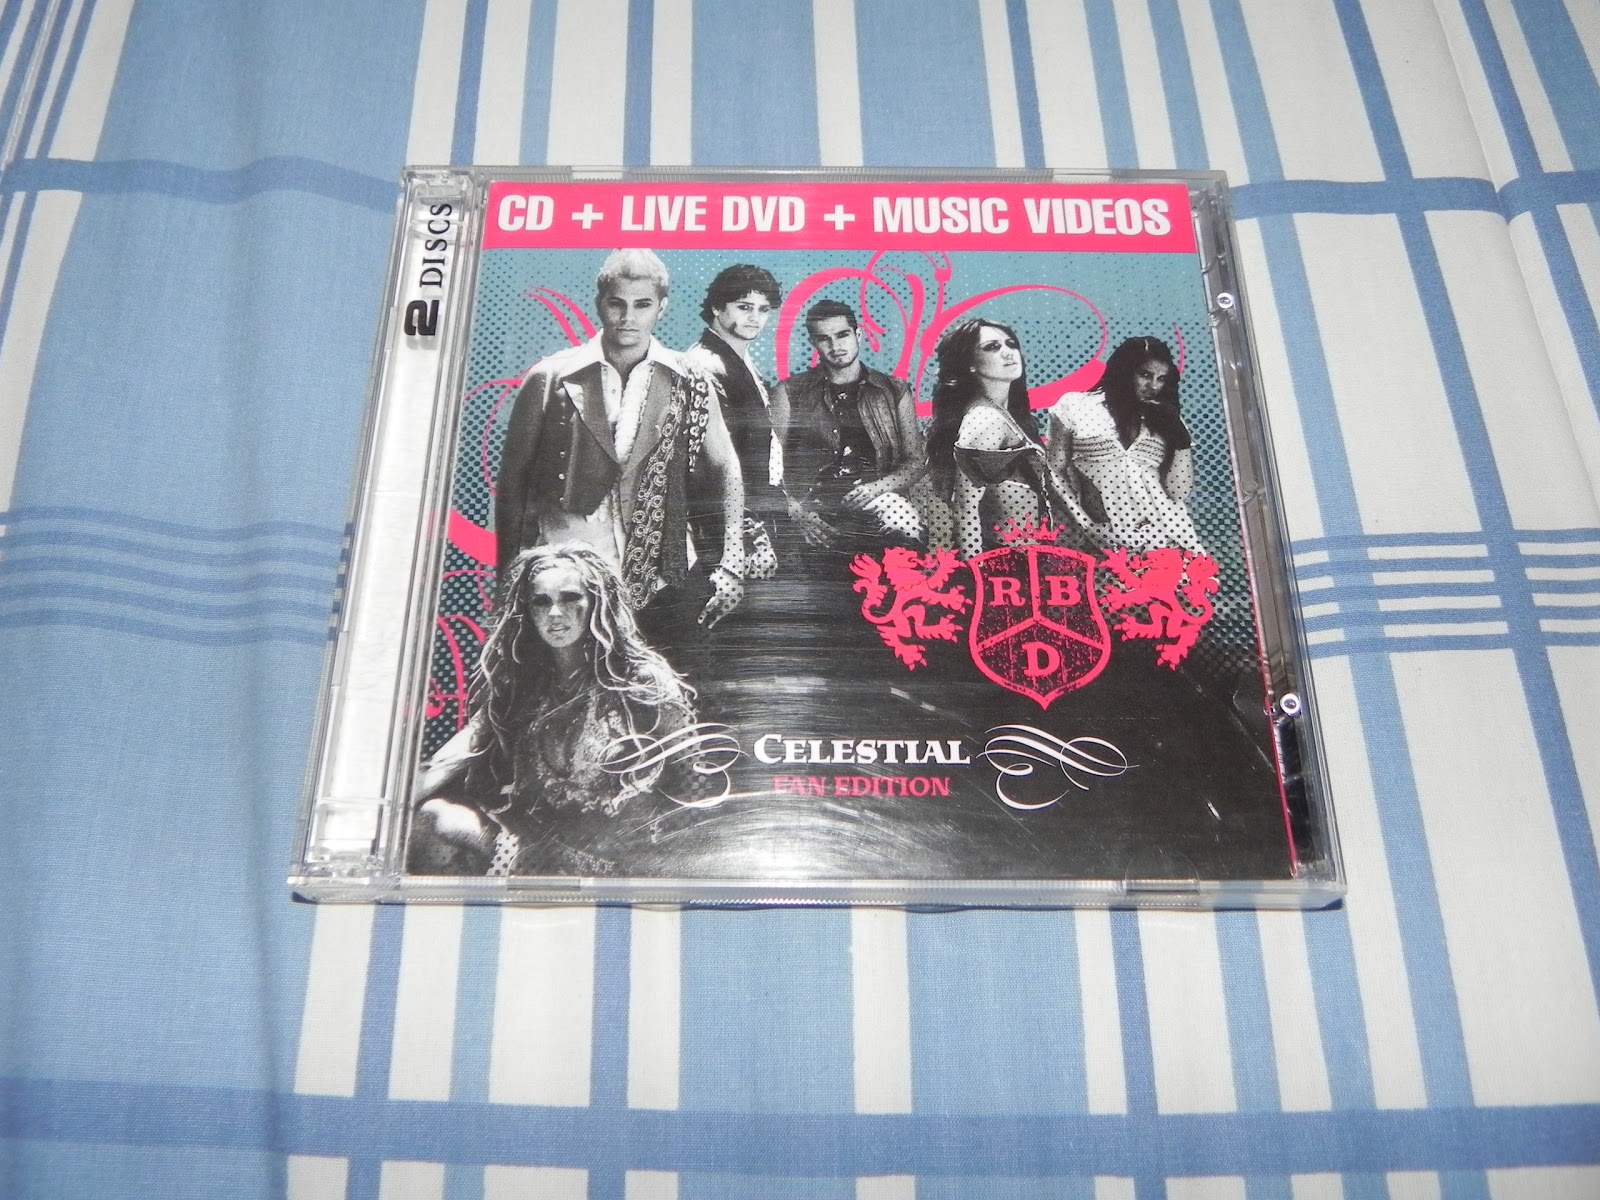 CD + LIVE DVD + MUSIC VIDEOS
2 DISCS
R B
D
CELESTIAL
FAN EDITION